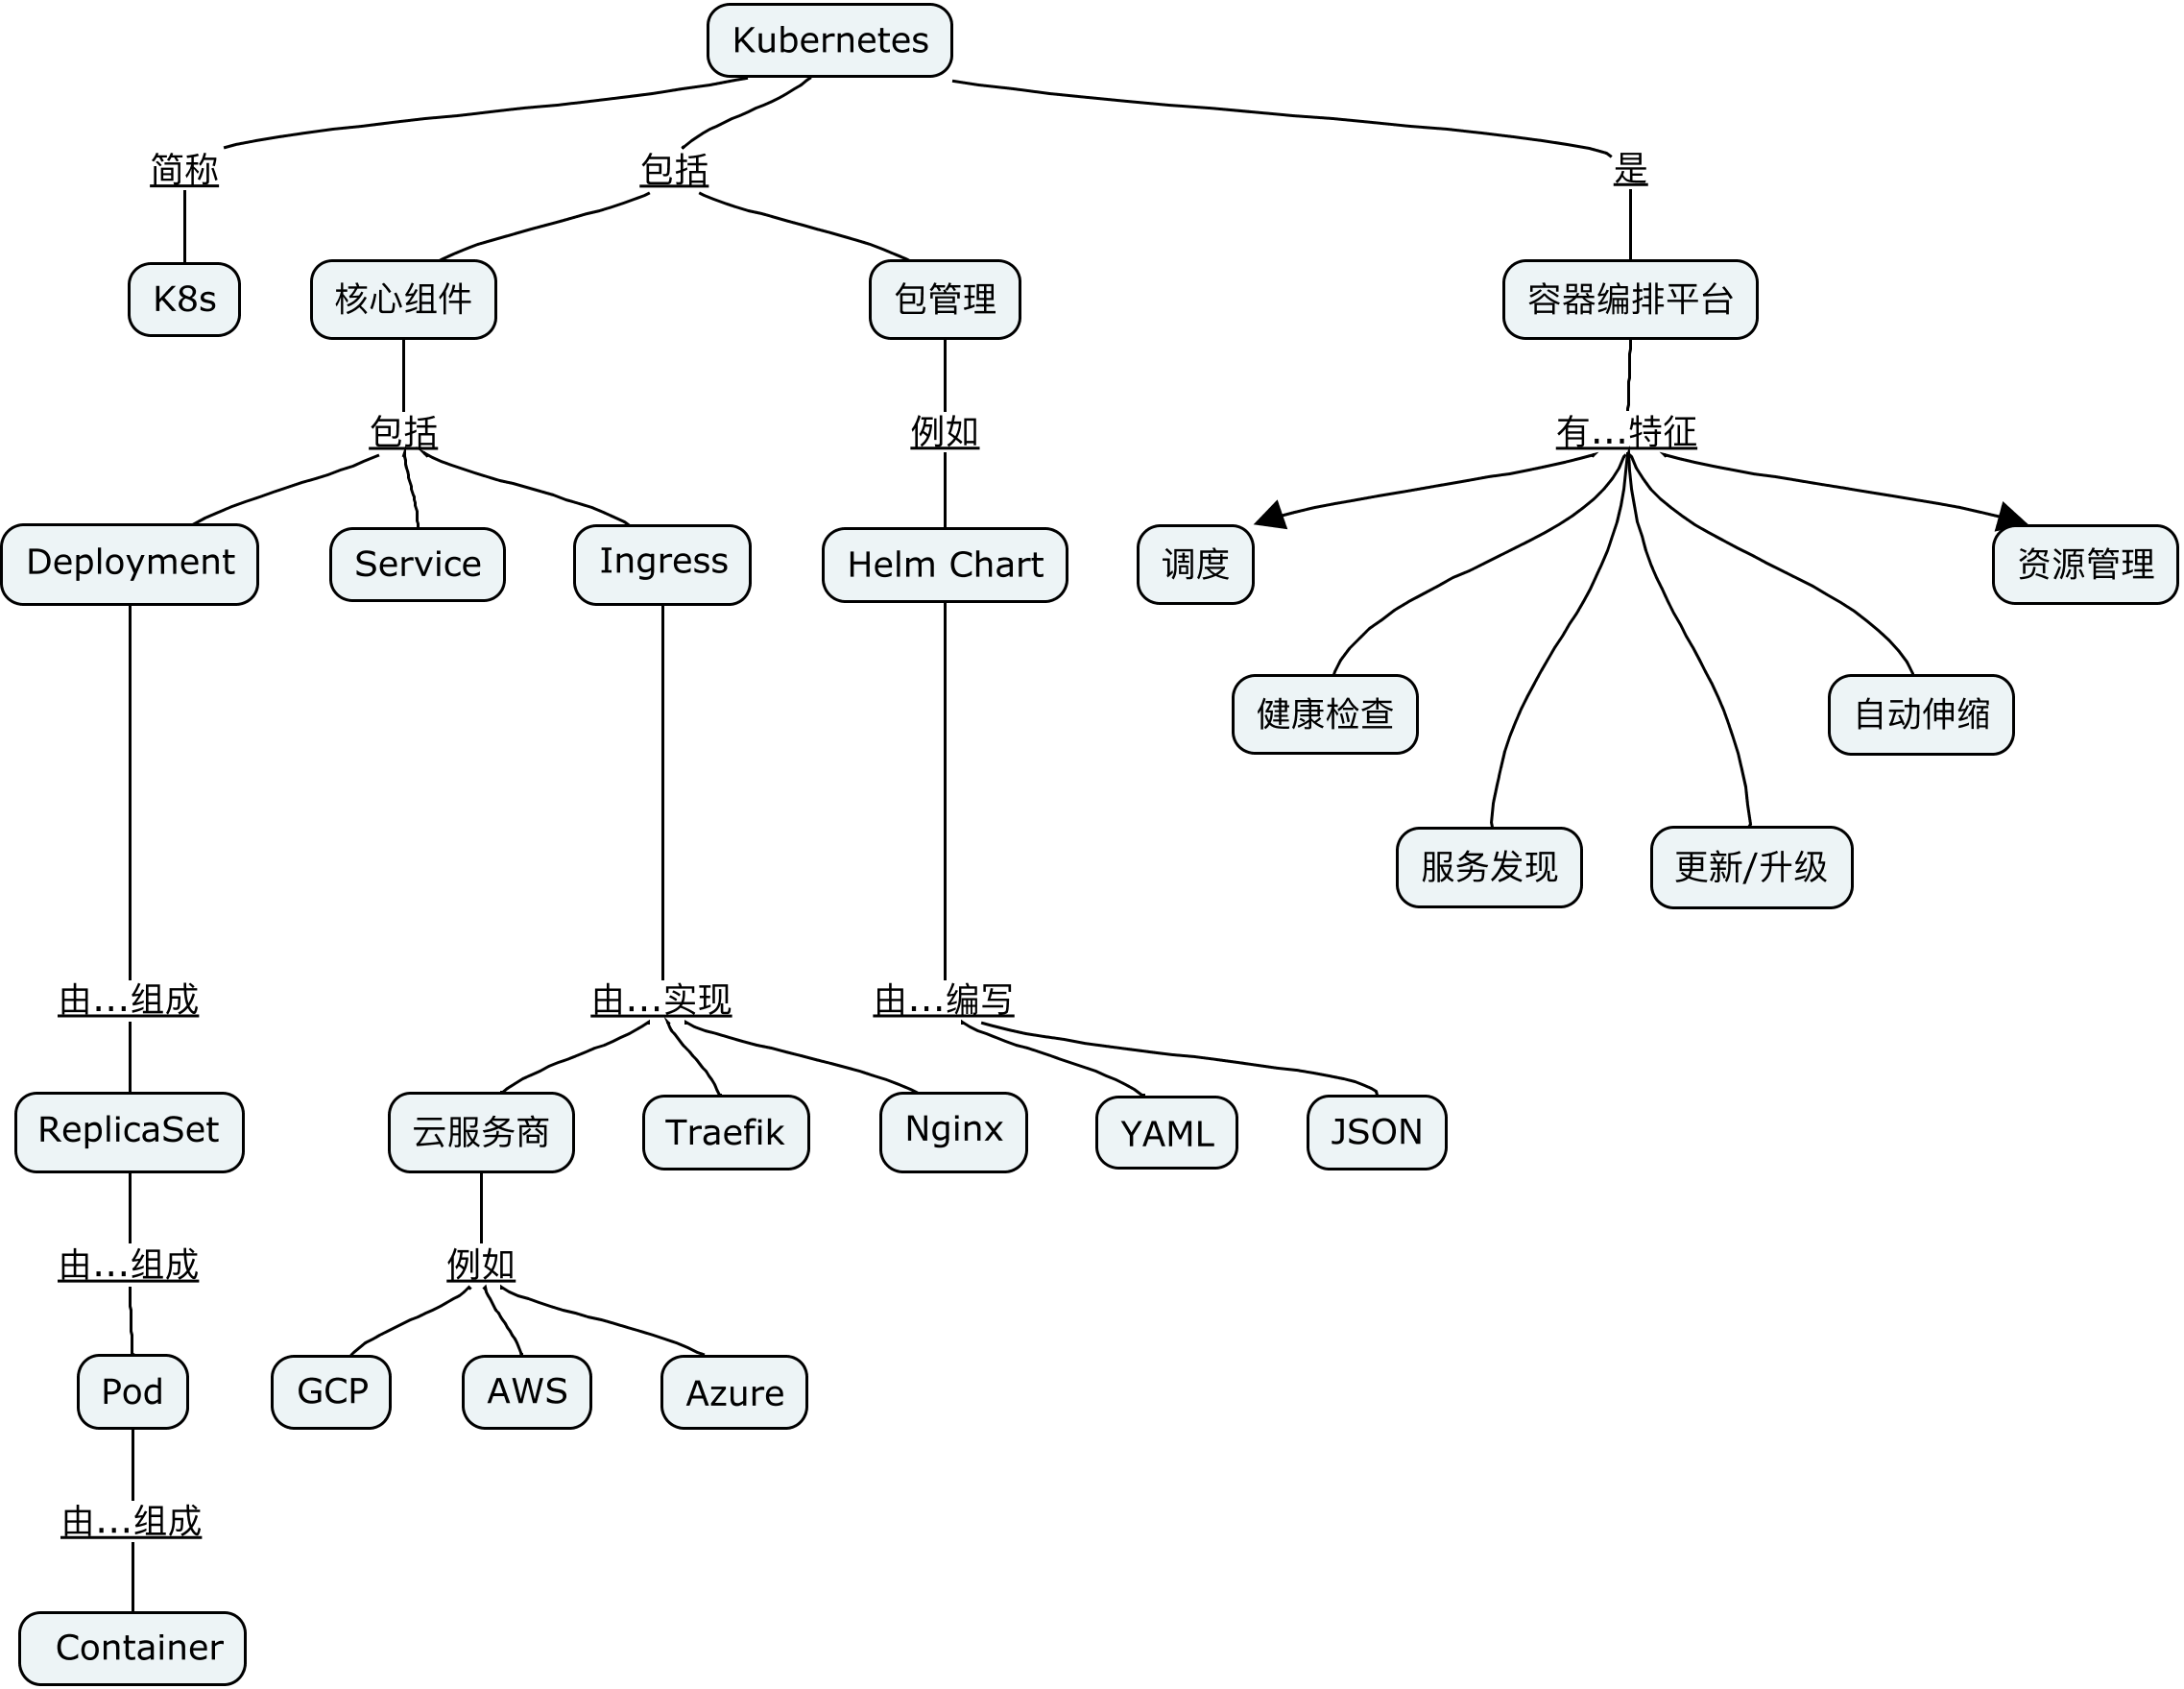 Kubernetes
简称
包括
是
K8s
核心组件
包管理
容器编排平台
包括
例如
有...特征
Deployment
Service
Ingress
Helm Chart
调度
资源管理
健康检查
自动伸缩
服务发现
更新/升级
由...组成
由...实现
由...编写
ReplicaSet
云服务商
Traefik
Nginx
YAML
JSON
由...组成
例如
Pod
GCP
AWS
Azure
由...组成
Container